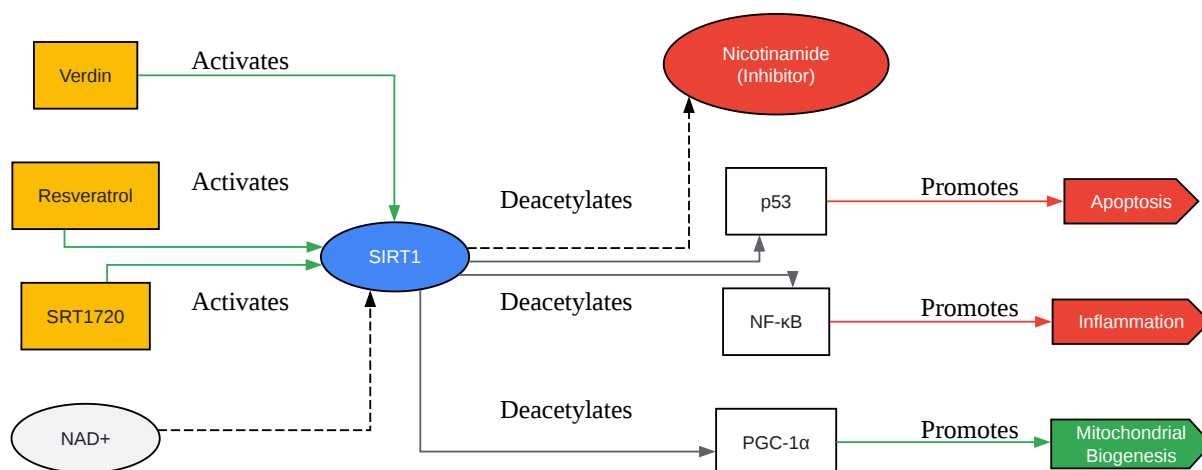 Verdin
Activates
Nicotinamide
(Inhibitor)
Resveratrol
Activates
Deacetylates
p53
Promotes
Apoptosis
SIRT1
SRT1720
Activates
Deacetylates
NF-κB
Promotes
Inflammation
NAD+
Deacetylates
PGC-1α
Promotes
Mitochondrial
Biogenesis